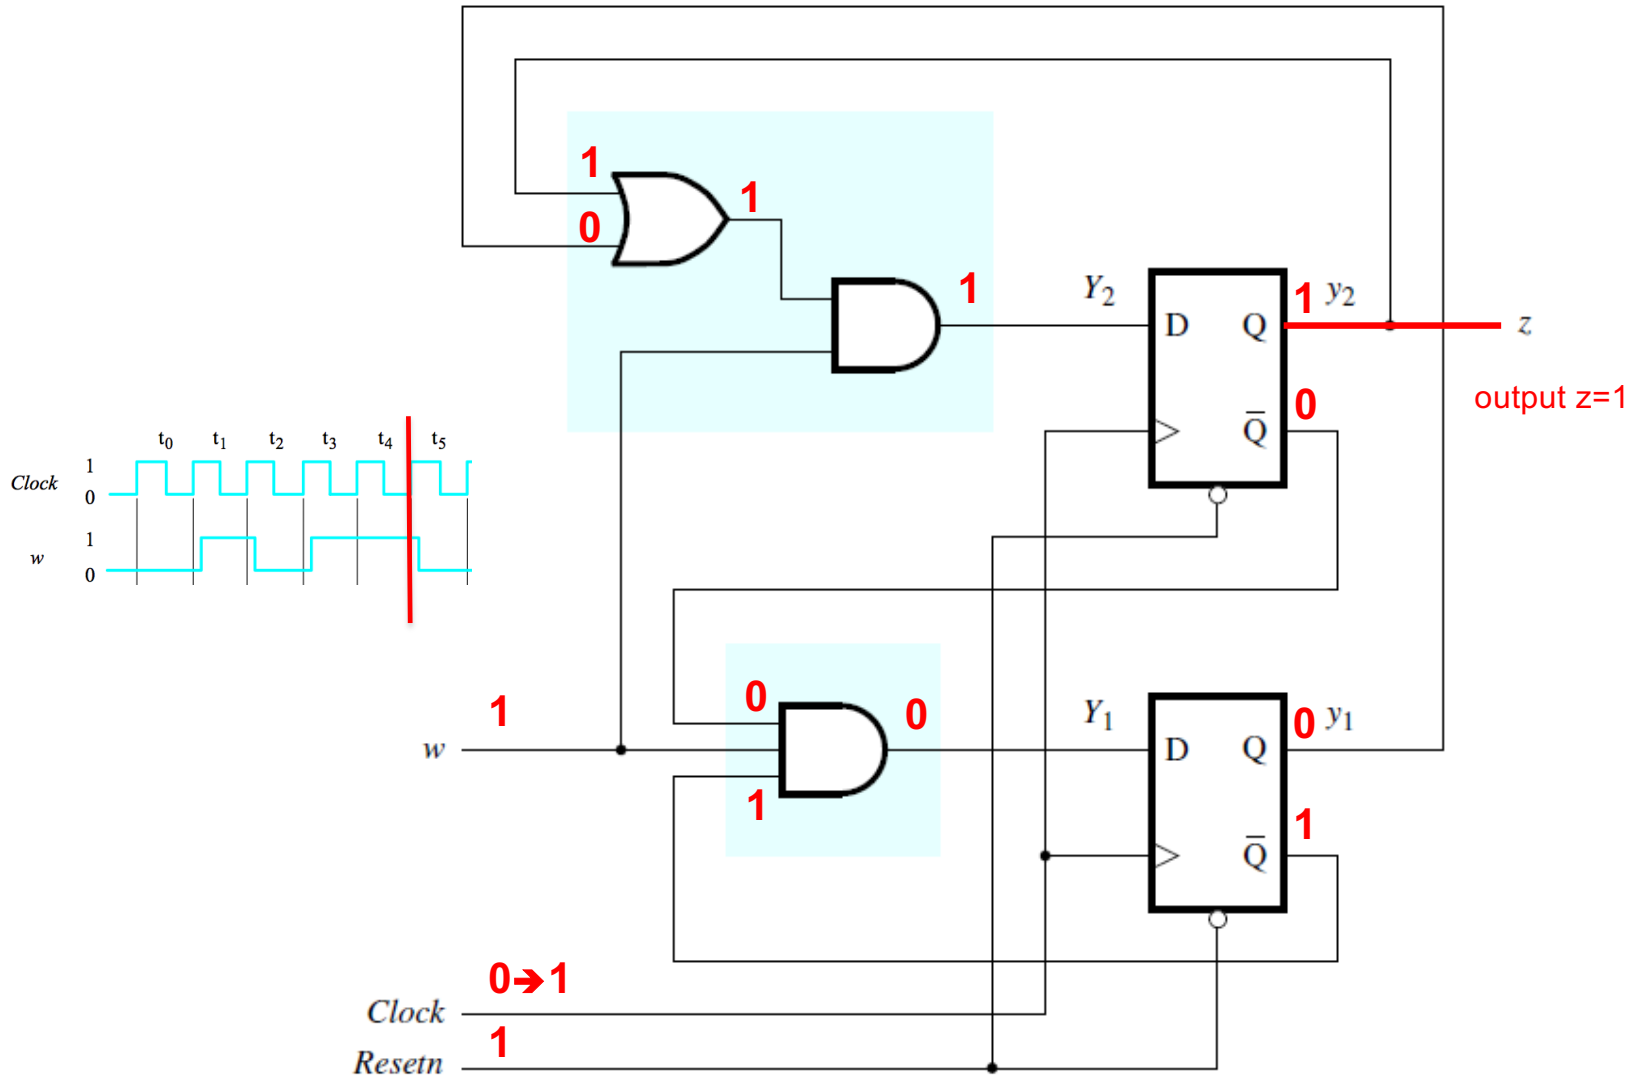 1
1
0
1
Y2
1 y2
D Q
z
output z=1
0
Q̅
t0 t1 t2 t3 t4 t5
1
Clock
0
1
w
0
1
w
0
0
1
Y1
0 y1
D Q
1
Q̅
0➔1
Clock
1
Resetn